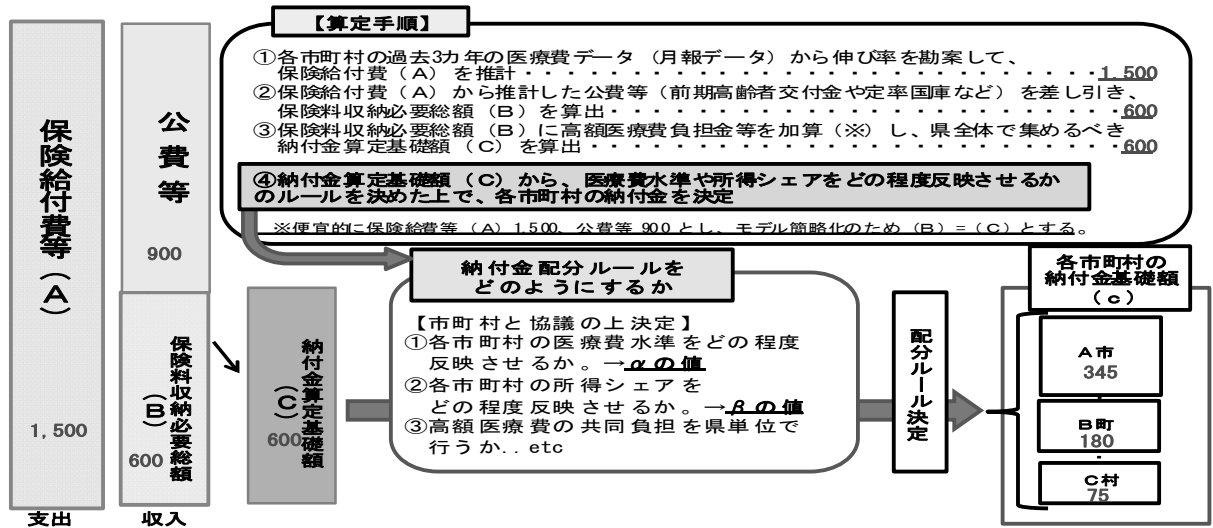 【算定手順】
①各市町村の過去3カ年の医療費データ（月報データ）から伸び率を勘案して、
保険給付費（A）を推計・・・・・・・・・・・・・・・・・・・・・・・・・・・・・・1,500
②保険給付費（A）から推計した公費等（前期高齢者交付金や定率国庫など）を差し引き、
保険料収納必要総額（B）を算出・・・・・・・・・・・・・・・・・・・・・・・・・・600
③保険料収納必要総額（B）に高額医療費負担金等を加算（※）し、県全体で集めるべき
納付金算定基礎額（C）を算出・・・・・・・・・・・・・・・・・・・・・・・・・・・600
④納付金算定基礎額（C）から、医療費水準や所得シェアをどの程度反映させるか
のルールを決めた上で、各市町村の納付金を決定
※便宜的に保険給費等（A）1,500、公費等 900 とし、モデル簡略化のため（B）=（C）とする。
保険給付費等（A）
1,500
支出
公費等
900
保険料収納必要総額
（B）
600
収入
納付金算定基礎額
（C）
600
納付金配分ルールを
どのようにするか
【市町村と協議の上決定】
①各市町村の医療費水準をどの程度
反映させるか。→αの値
②各市町村の所得シェアを
どの程度反映させるか。→βの値
③高額医療費の共同負担を県単位で
行うか..etc
配分ルール決定
各市町村の
納付金基礎額
（c）
A市
345
B町
180
C村
75